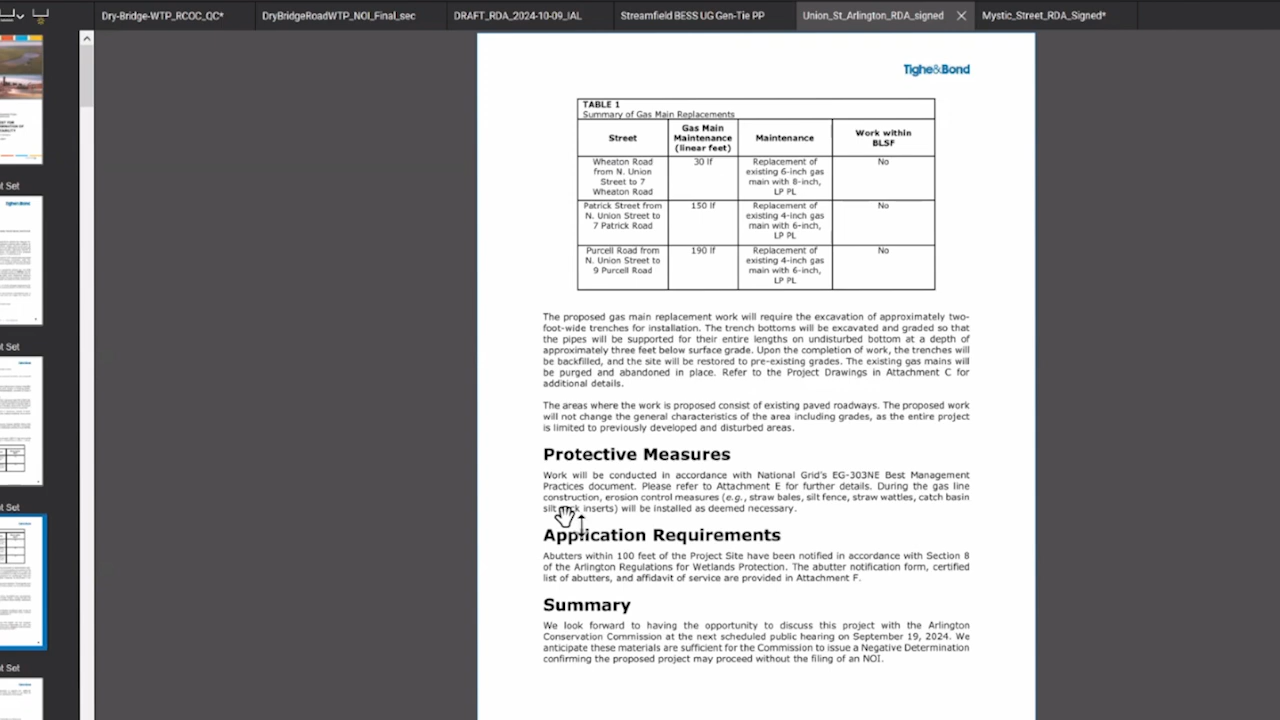 Dry-Bridge-WTP_RCOC_QC*
DryBridgeRoadWTP_NOI_Final_sec
DRAFT_RDA_2024-10-09_IAL
Streamfield BESS UG Gen-Tie PP
Union_St_Arlington_RDA_signed
Mystic_Street_RDA_Signed*
Tighe&Bond
TABLE 1
Summary of Gas Main Replacements
Street
Gas Main
Maintenance
(linear feet)
Maintenance
Work within
BLSF
Wheaton Road
from N. Union
Street to 7
Wheaton Road
30 lf
Replacement of
existing 6-inch gas
main with 8-inch,
LP PL
No
Patrick Street from
N. Union Street to
7 Patrick Road
150 lf
Replacement of
existing 4-inch gas
main with 6-inch,
LP PL
No
Purcell Road from
N. Union Street to
9 Purcell Road
190 lf
Replacement of
existing 4-inch gas
main with 6-inch,
LP PL
No
The proposed gas main replacement work will require the excavation of approximately two-
foot-wide trenches for installation. The trench bottoms will be excavated and graded so that
the pipes will be supported for their entire lengths on undisturbed bottom at a depth of
approximately three feet below surface grade. Upon the completion of work, the trenches will
be backfilled, and the site will be restored to pre-existing grades. The existing gas mains will
be purged and abandoned in place. Refer to the Project Drawings in Attachment C for
additional details.
The areas where the work is proposed consist of existing paved roadways. The proposed work
will not change the general characteristics of the area including grades, as the entire project
is limited to previously developed and disturbed areas.
Protective Measures
Work will be conducted in accordance with National Grid's EG-303NE Best Management
Practices document. Please refer to Attachment E for further details. During the gas line
construction, erosion control measures (e.g., straw bales, silt fence, straw wattles, catch basin
silt inserts) will be installed as deemed necessary.
Application Requirements
Abutters within 100 feet of the Project Site have been notified in accordance with Section 8
of the Arlington Regulations for Wetlands Protection. The abutter notification form, certified
list of abutters, and affidavit of service are provided in Attachment F.
Summary
We look forward to having the opportunity to discuss this project with the Arlington
Conservation Commission at the next scheduled public hearing on September 19, 2024. We
anticipate these materials are sufficient for the Commission to issue a Negative Determination
confirming the proposed project may proceed without the filing of an NOI.
t Set
t Set
t Set
t Set